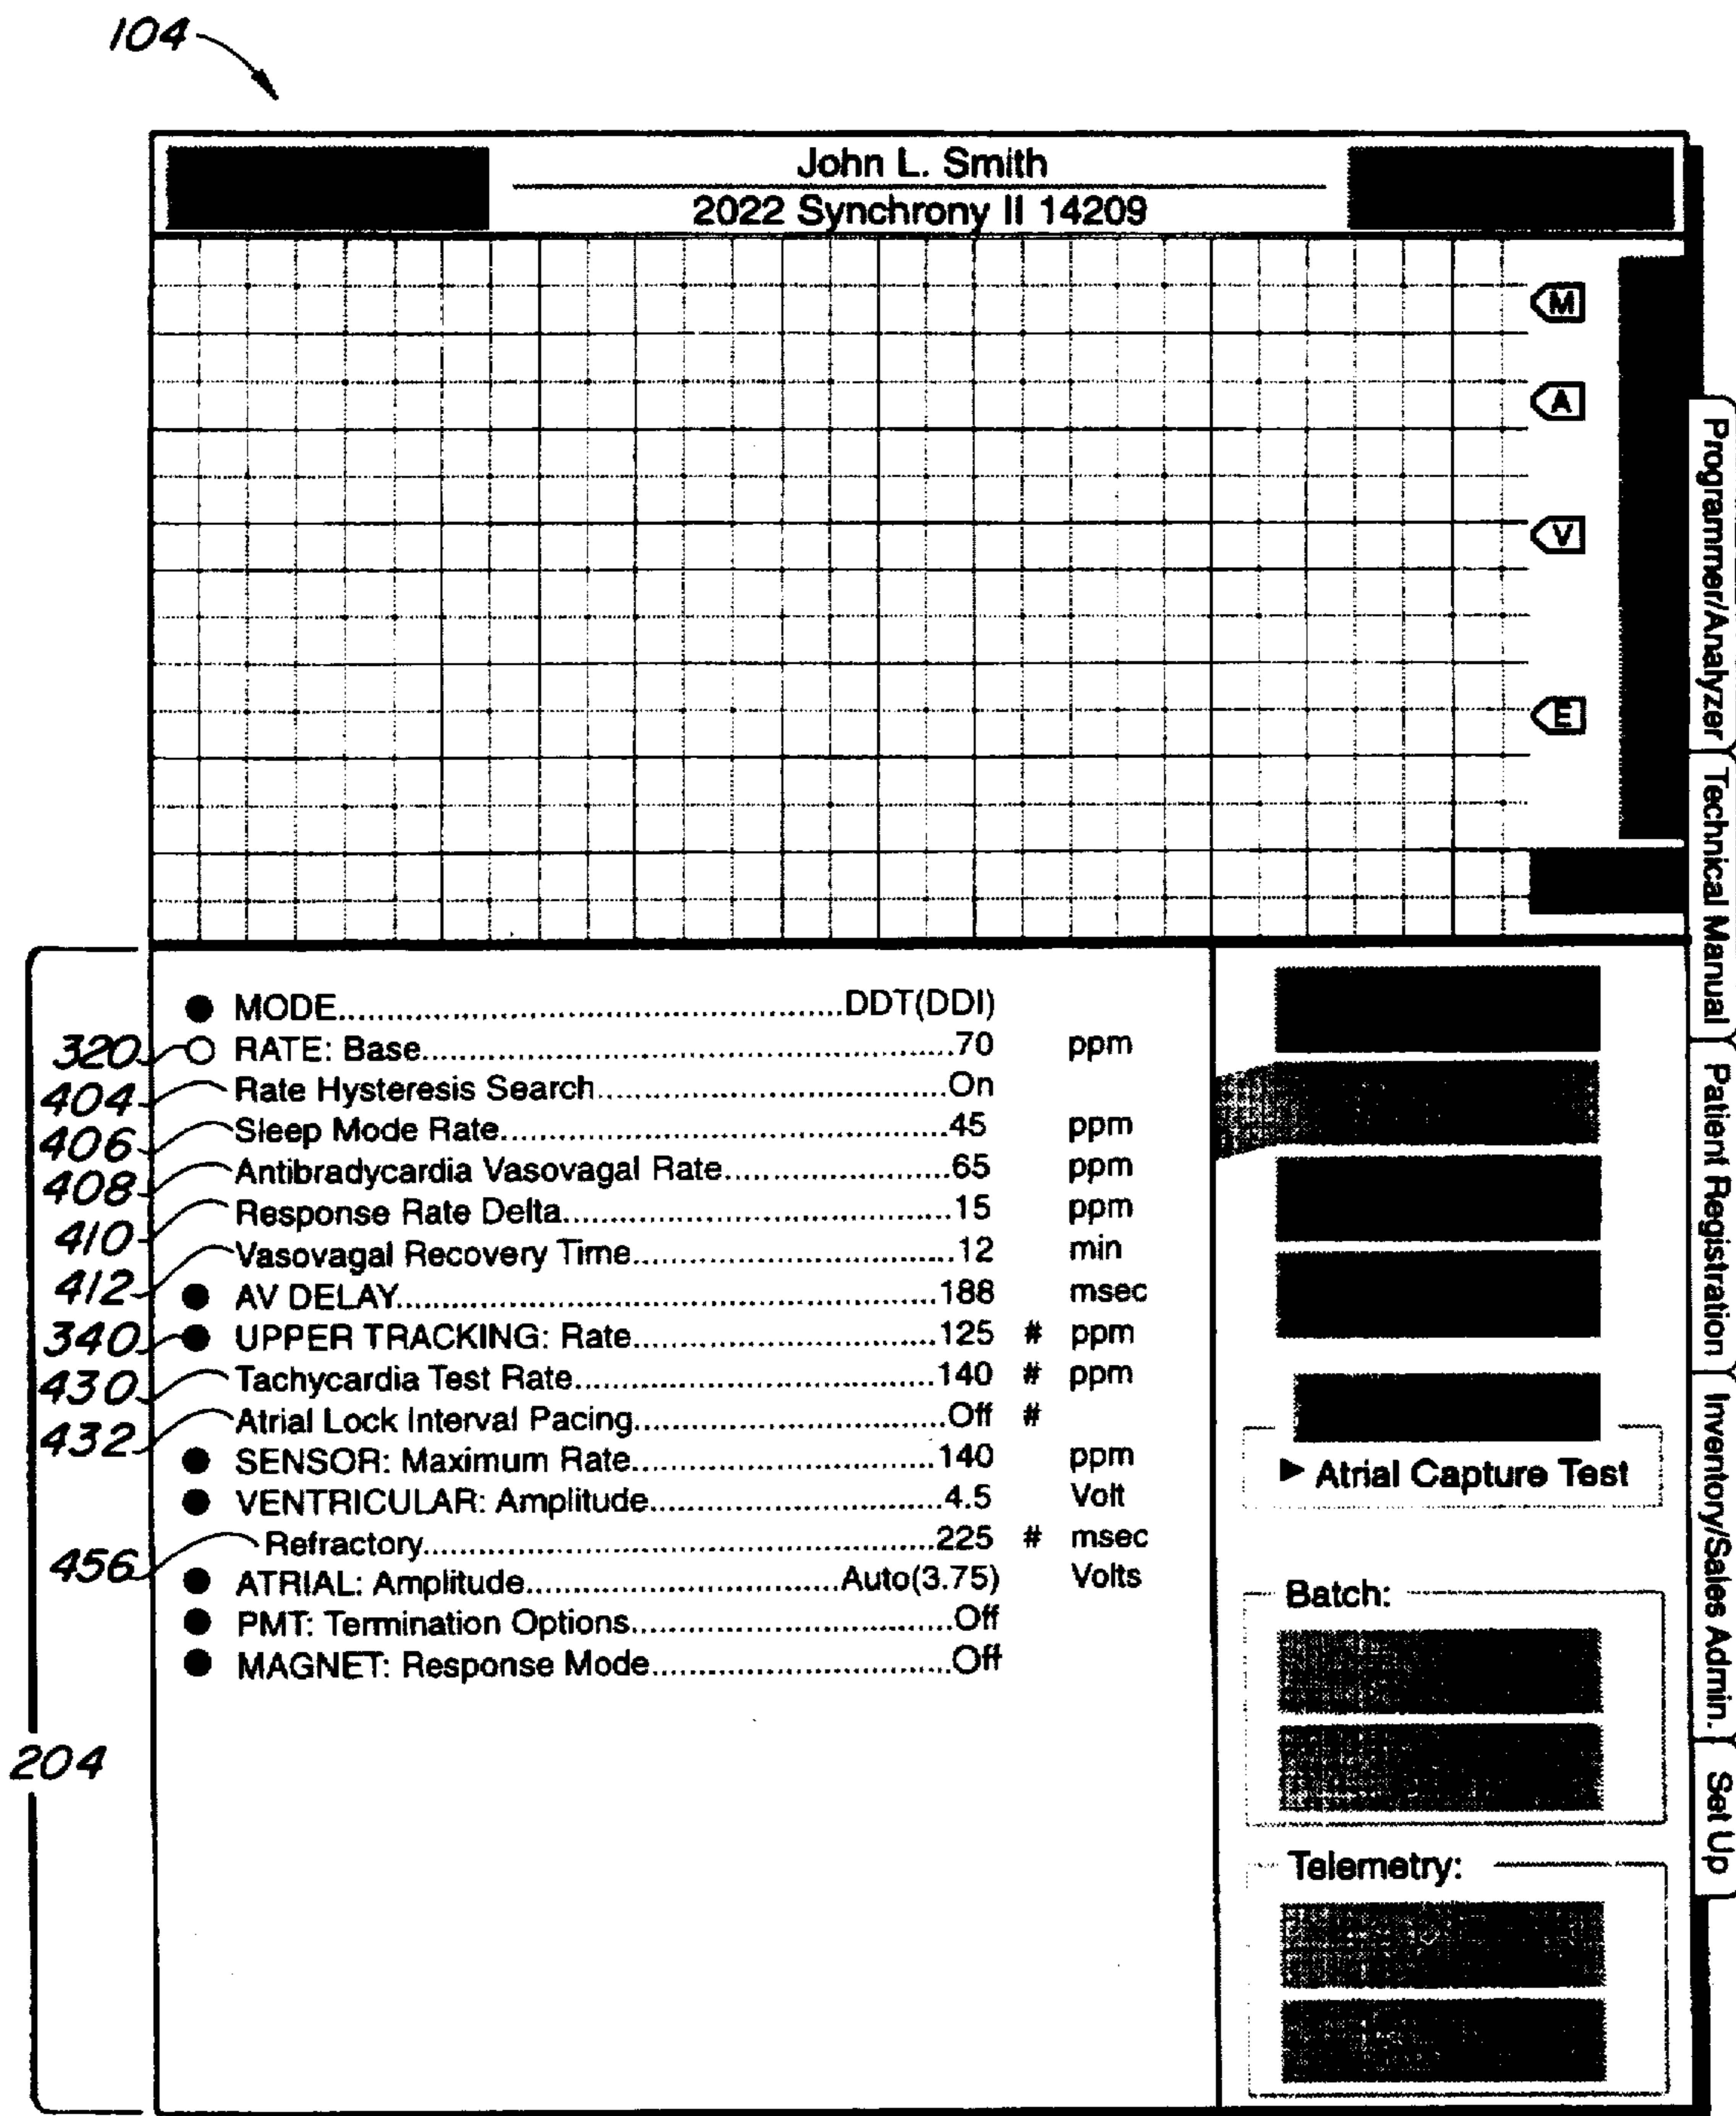 104
John L. Smith
2022 Synchrony II 14209
M
A
V
E
Programmer/Analyzer
Technical Manual
Patient Registration
Inventory/Sales Admin.
Set Up
204
MODE................................................DDT(DDI)
320 RATE: Base...................................................70 ppm
404 Rate Hysteresis Search.................................On
406 Sleep Mode Rate...........................................45 ppm
408 Antibradycardia Vasovagal Rate......................65 ppm
410 Response Rate Delta.....................................15 ppm
412 Vasovagal Recovery Time..............................12 min
AV DELAY....................................................188 msec
340 UPPER TRACKING: Rate.............................125 # ppm
430 Tachycardia Test Rate..................................140 # ppm
432 Atrial Lock Interval Pacing..............................Off #
SENSOR: Maximum Rate.............................140 ppm
VENTRICULAR: Amplitude............................4.5 Volt
456 Refractory.................................................225 # msec
ATRIAL: Amplitude..............................Auto(3.75) Volts
PMT: Termination Options...............................Off
MAGNET: Response Mode.............................Off
Atrial Capture Test
Batch:
Telemetry: